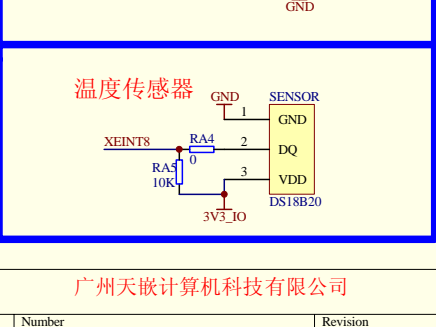 GND
温度传感器
GND
SENSOR
1
GND
XEINT8
RA4
2
DQ
0
RA5
10K
3
VDD
DS18B20
3V3_IO
广州天嵌计算机科技有限公司
Number
Revision